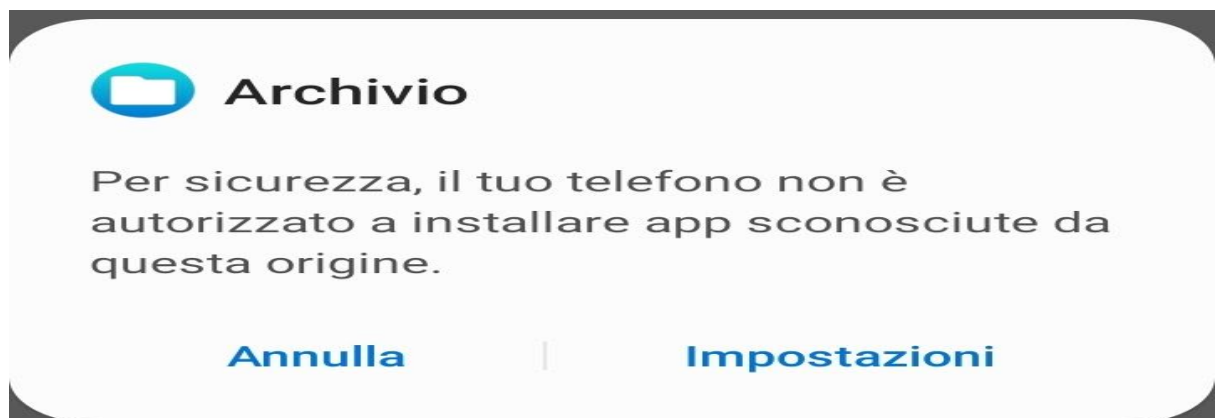 Archivio
Per sicurezza, il tuo telefono non è
autorizzato a installare app sconosciute da
questa origine.
Annulla
Impostazioni